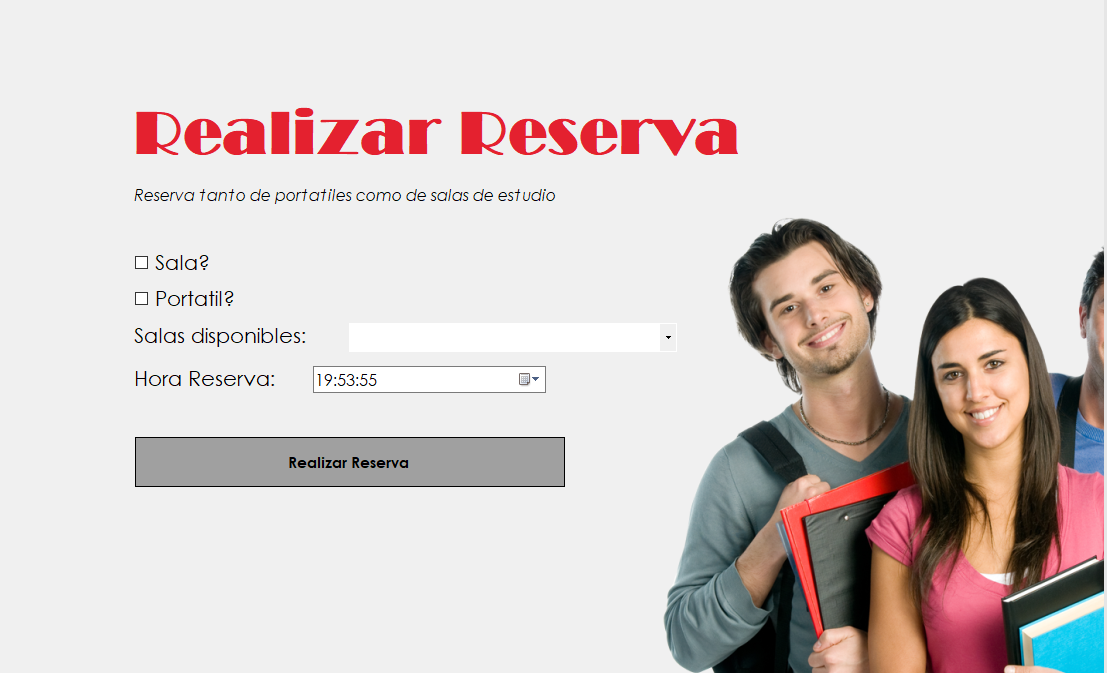 Realizar Reserva
Reserva tanto de portatiles como de salas de estudio
Sala?
Portatil?
Salas disponibles:
Hora Reserva: 19:53:55
Realizar Reserva